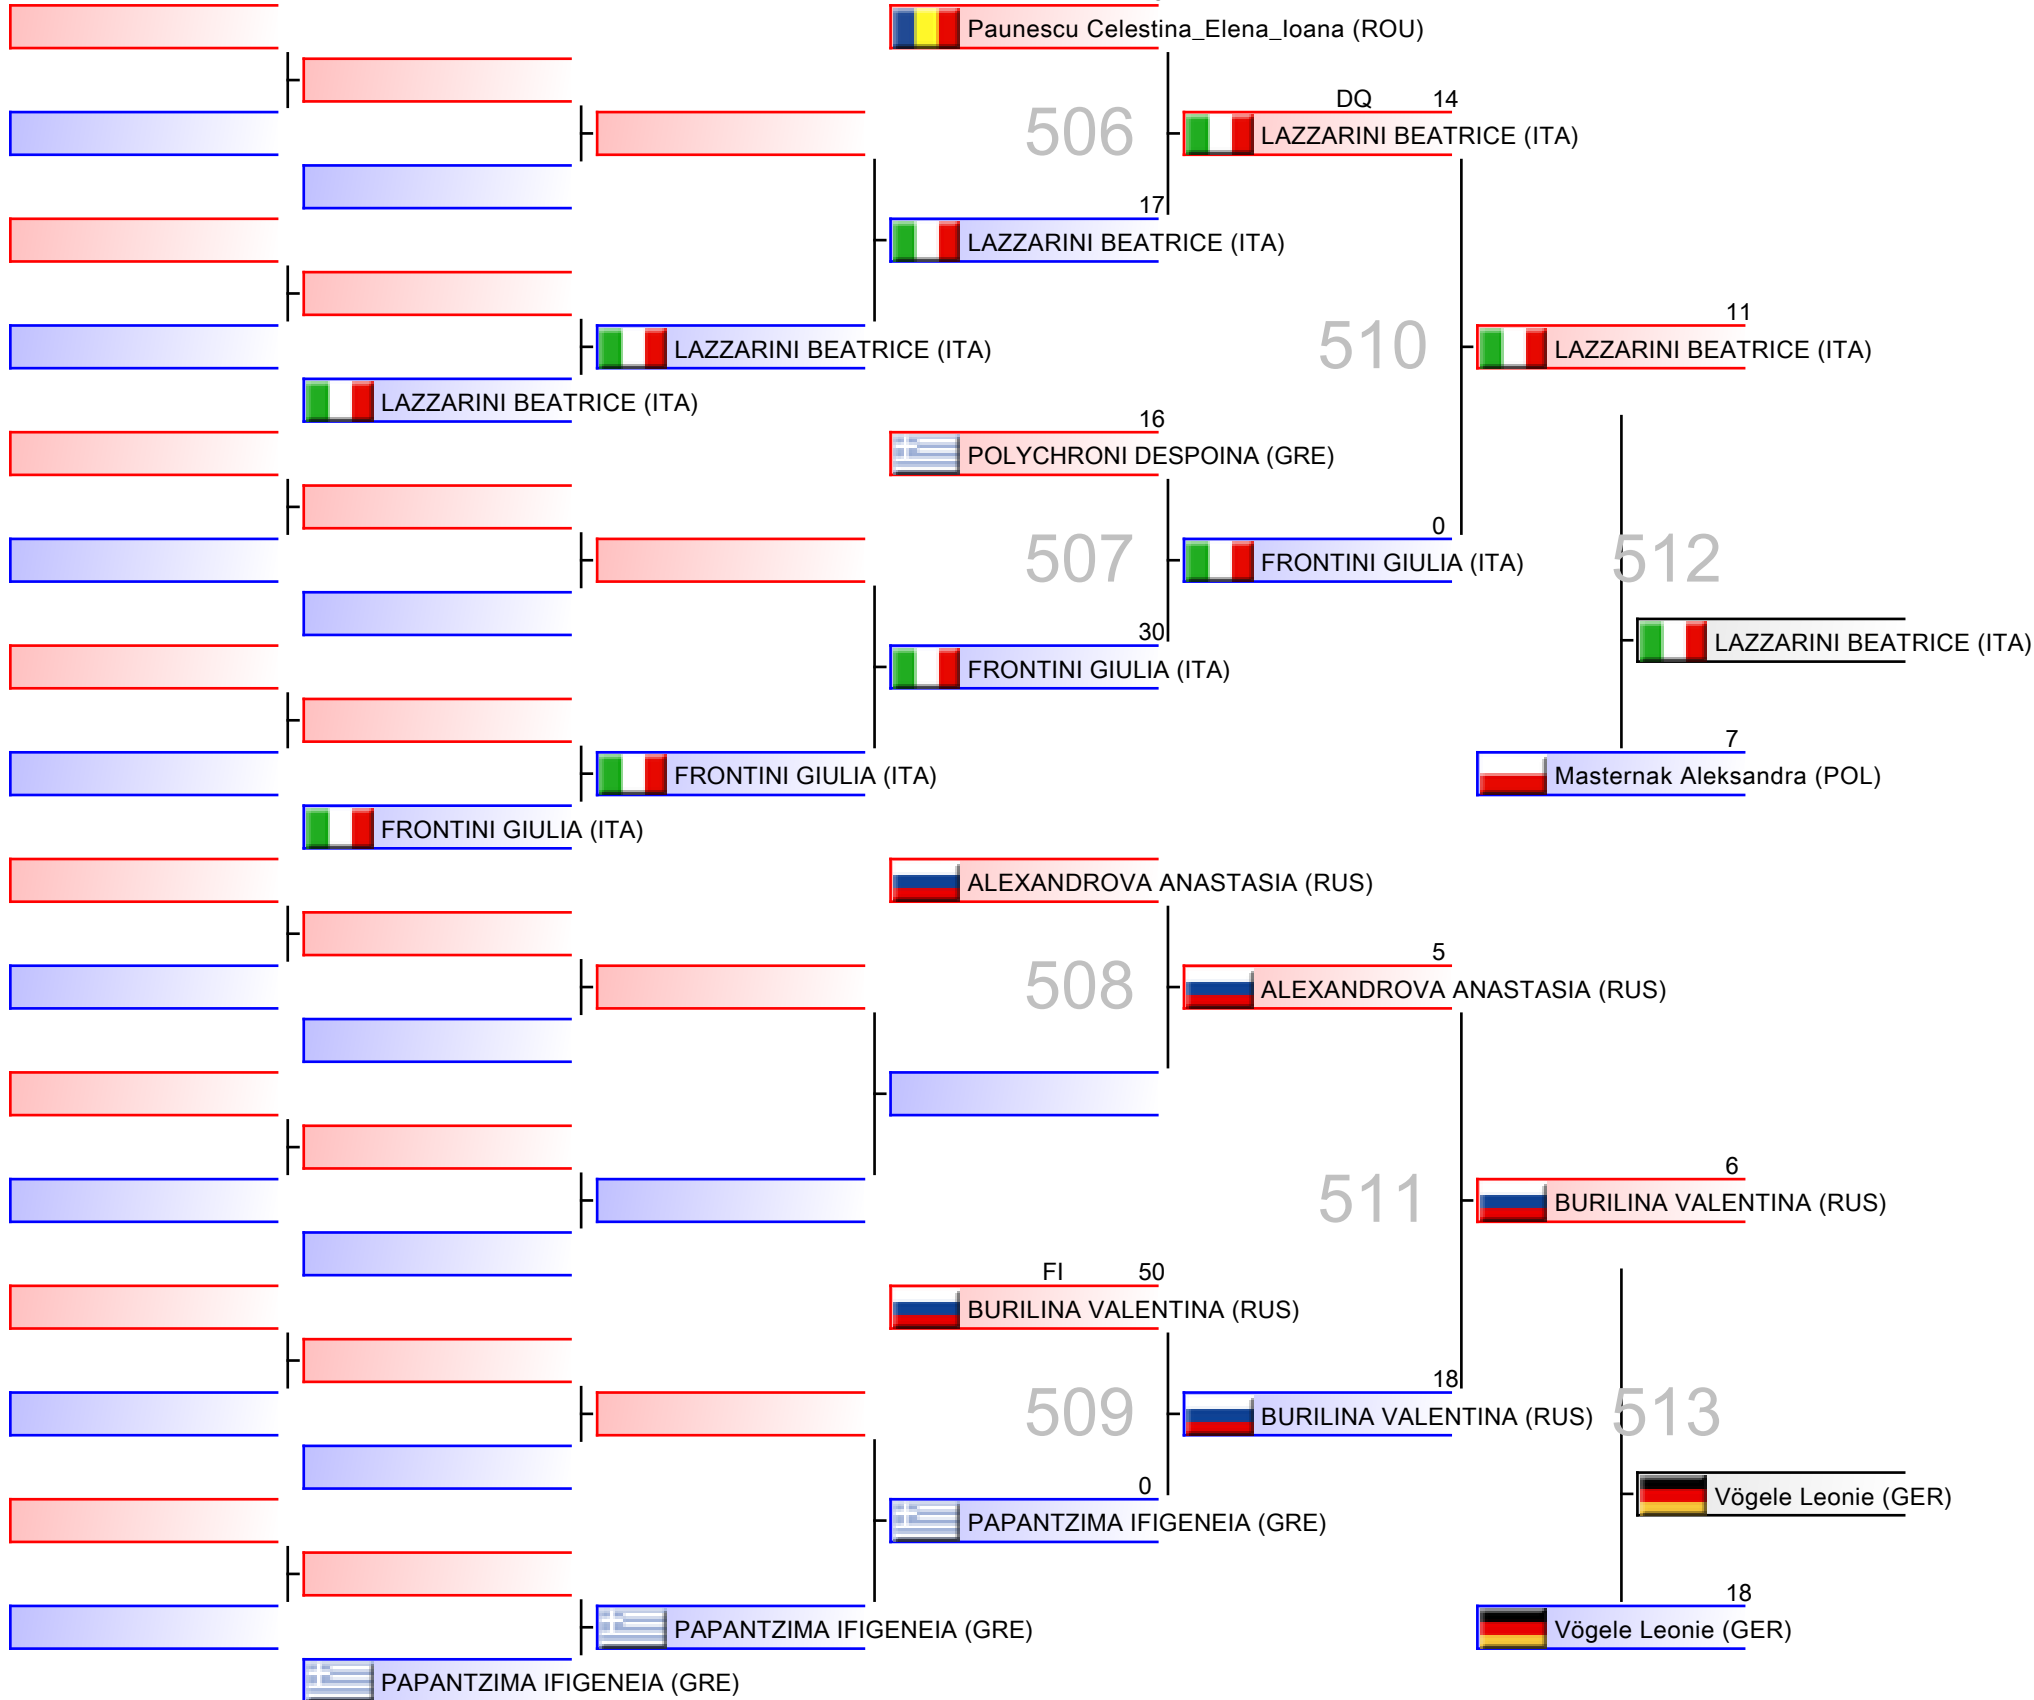 Paunescu Celestina_Elena_Ioana (ROU)
DQ 14
506
LAZZARINI BEATRICE (ITA)
17
LAZZARINI BEATRICE (ITA)
11
510
LAZZARINI BEATRICE (ITA)
LAZZARINI BEATRICE (ITA)
LAZZARINI BEATRICE (ITA)
16
POLYCHRONI DESPOINA (GRE)
0
507
FRONTINI GIULIA (ITA)
512
30
LAZZARINI BEATRICE (ITA)
FRONTINI GIULIA (ITA)
7
FRONTINI GIULIA (ITA)
Masternak Aleksandra (POL)
FRONTINI GIULIA (ITA)
ALEXANDROVA ANASTASIA (RUS)
5
508
ALEXANDROVA ANASTASIA (RUS)
6
511
BURILINA VALENTINA (RUS)
FI 50
BURILINA VALENTINA (RUS)
18
509
BURILINA VALENTINA (RUS)
513
0
Vögele Leonie (GER)
PAPANTZIMA IFIGENEIA (GRE)
18
PAPANTZIMA IFIGENEIA (GRE)
Vögele Leonie (GER)
PAPANTZIMA IFIGENEIA (GRE)